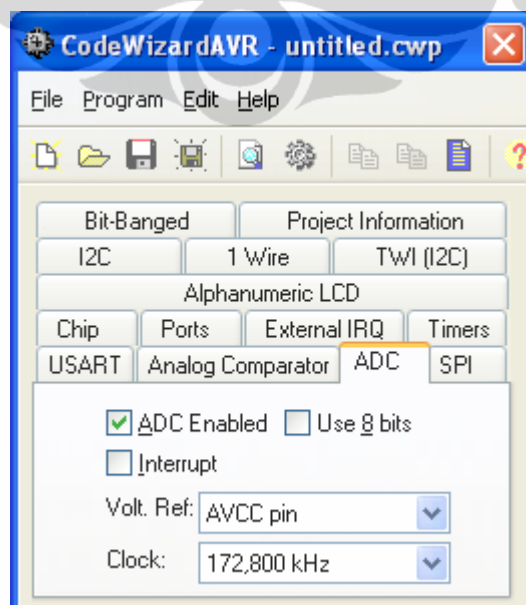 CodeWizardAVR - untitled.cwp
File Program Edit Help
?
Bit-Banged Project Information
I2C 1 Wire TWI (I2C)
Alphanumeric LCD
Chip Ports External IRQ Timers
USART Analog Comparator ADC SPI
ADC Enabled Use 8 bits
Interrupt
Volt. Ref: AVCC pin
Clock: 172,800 kHz